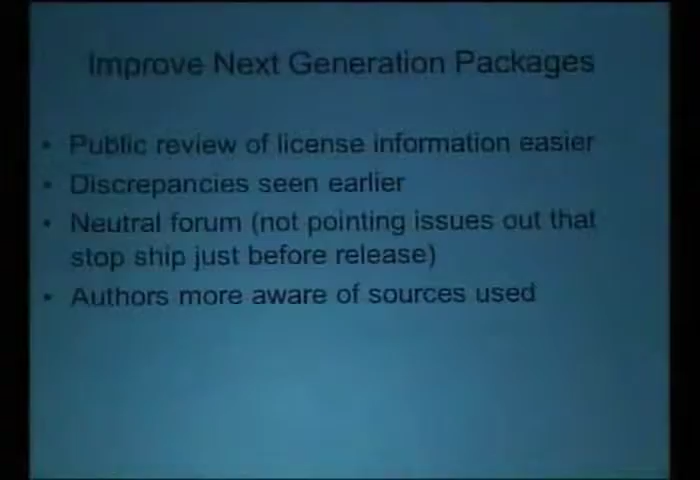 Improve Next Generation Packages
• Public review of license information easier
• Discrepancies seen earlier
• Neutral forum (not pointing issues out that
stop ship just before release)
• Authors more aware of sources used